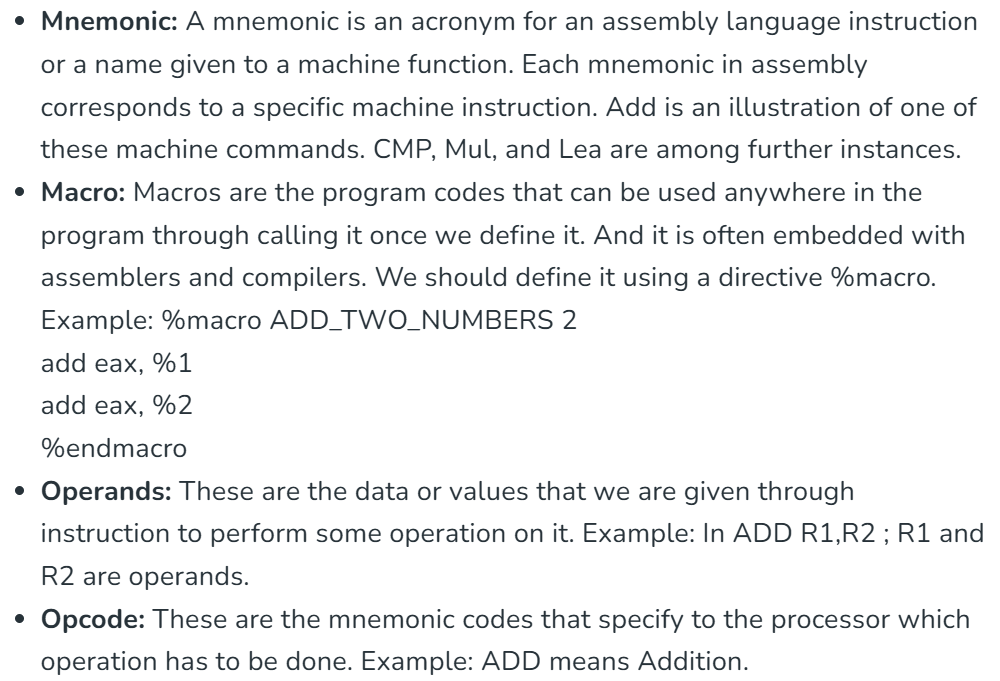 • Mnemonic: A mnemonic is an acronym for an assembly language instruction
or a name given to a machine function. Each mnemonic in assembly
corresponds to a specific machine instruction. Add is an illustration of one of
these machine commands. CMP, Mul, and Lea are among further instances.
• Macro: Macros are the program codes that can be used anywhere in the
program through calling it once we define it. And it is often embedded with
assemblers and compilers. We should define it using a directive %macro.
Example: %macro ADD_TWO_NUMBERS 2
add eax, %1
add eax, %2
%endmacro
• Operands: These are the data or values that we are given through
instruction to perform some operation on it. Example: In ADD R1,R2 ; R1 and
R2 are operands.
• Opcode: These are the mnemonic codes that specify to the processor which
operation has to be done. Example: ADD means Addition.